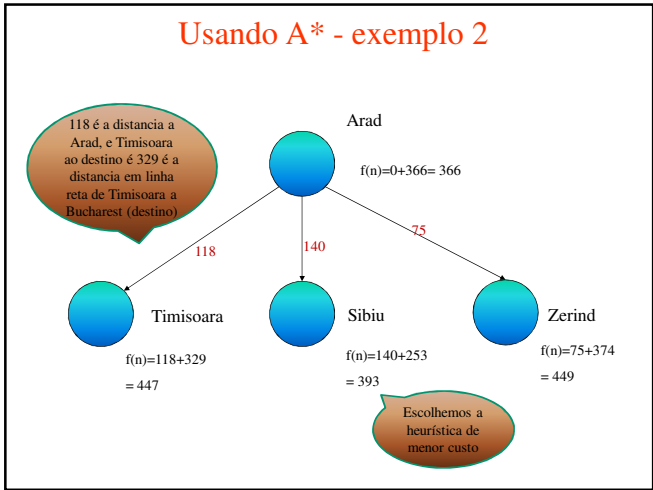 Usando A* - exemplo 2
118 é a distancia a
Arad, e Timisoara
ao destino é 329 é a
distancia em linha
reta de Timisoara a
Bucharest (destino)
Arad
f(n)=0+366= 366
118
140
75
Timisoara
f(n)=118+329
= 447
Sibiu
f(n)=140+253
= 393
Zerind
f(n)=75+374
= 449
Escolhemos a
heurística de
menor custo